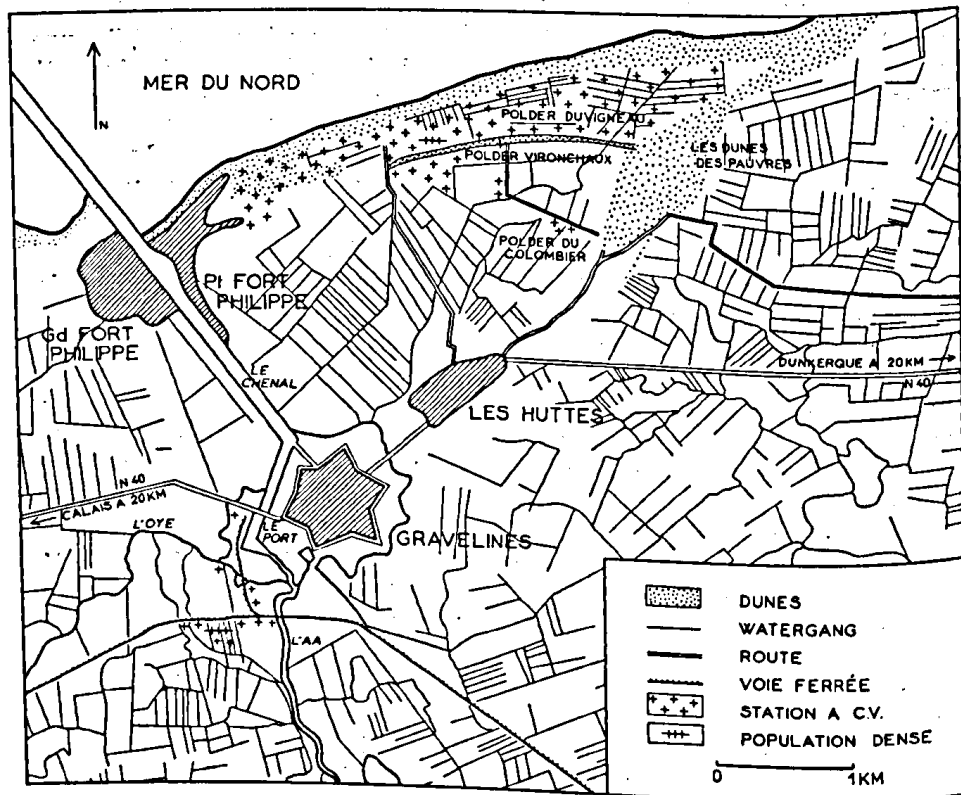 N
MER DU NORD
POLDER DUVIGNEAU
POLDER VIRONCHAUX
LES DUNES
DES PAUVRES
POLDER DU
COLOMBIER
Pt FORT
PHILIPPE
Gd FORT
PHILIPPE
LE
CHENAL
DUNKERQUE A 20KM
N 40
LES HUTTES
N 40
CALAIS A 20KM
L'OYE
LE
PORT
GRAVELINES
L'AA
DUNES
WATERGANG
ROUTE
VOIE FERRÉE
STATION A C.V.
POPULATION DENSE
0 1KM